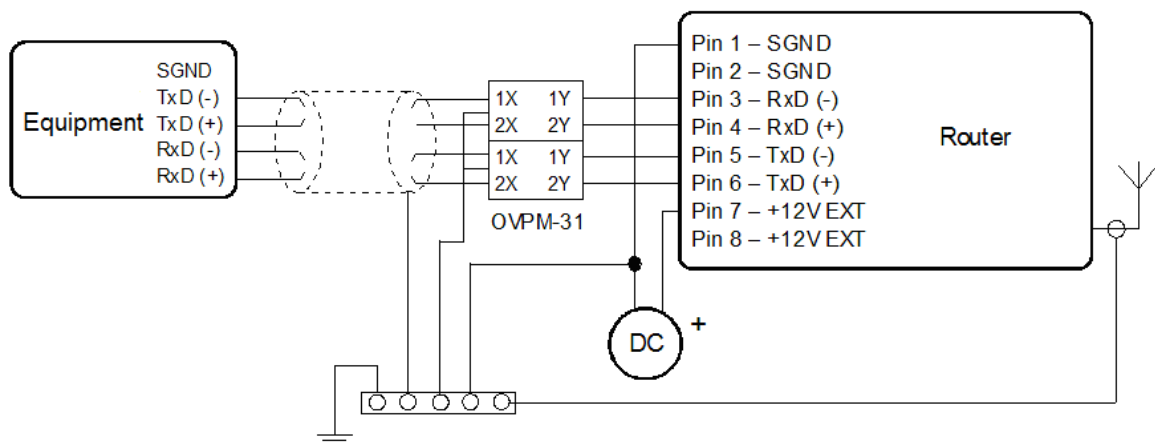 Equipment
SGND
TxD (-)
TxD (+)
RxD (-)
RxD (+)
1X 1Y
2X 2Y
1X 1Y
2X 2Y
OVPM-31
Pin 1 – SGND
Pin 2 – SGND
Pin 3 – RxD (-)
Pin 4 – RxD (+)
Pin 5 – TxD (-)
Pin 6 – TxD (+)
Pin 7 – +12V EXT
Pin 8 – +12V EXT
Router
DC
+